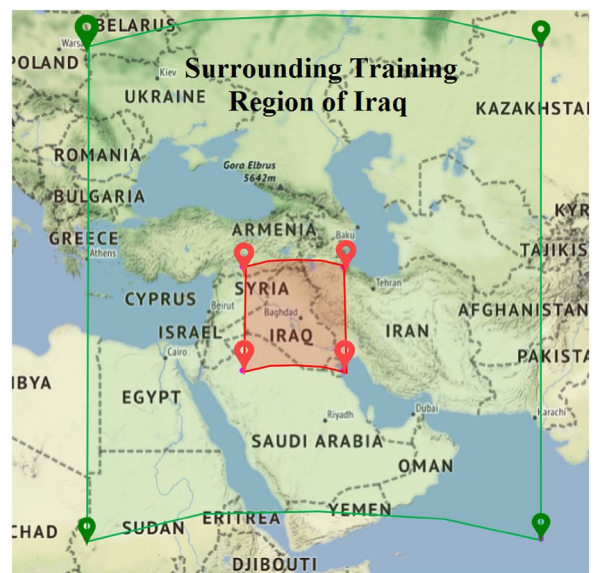 BELARUS
Warsa
POLAND
Kiev
Surrounding Training
Region of Iraq
UKRAINE
KAZAKHSTA
ROMANIA
Gora Elbrus
5642m
BULGARIA
KYR
GREECE
ARMENIA
Baku
TAJIKIS
Athens
SYRIA
Tehran
CYPRUS
Beirut
Baghdad
AFGHANISTAN
ISRAEL
IRAQ
IRAN
Cairo
PAKISTA
IBYA
EGYPT
Dubai
Karachi
Riyadh
SAUDI ARABIA
OMAN
YEMEN
CHAD
SUDAN
ERITREA
DJIBOUTI